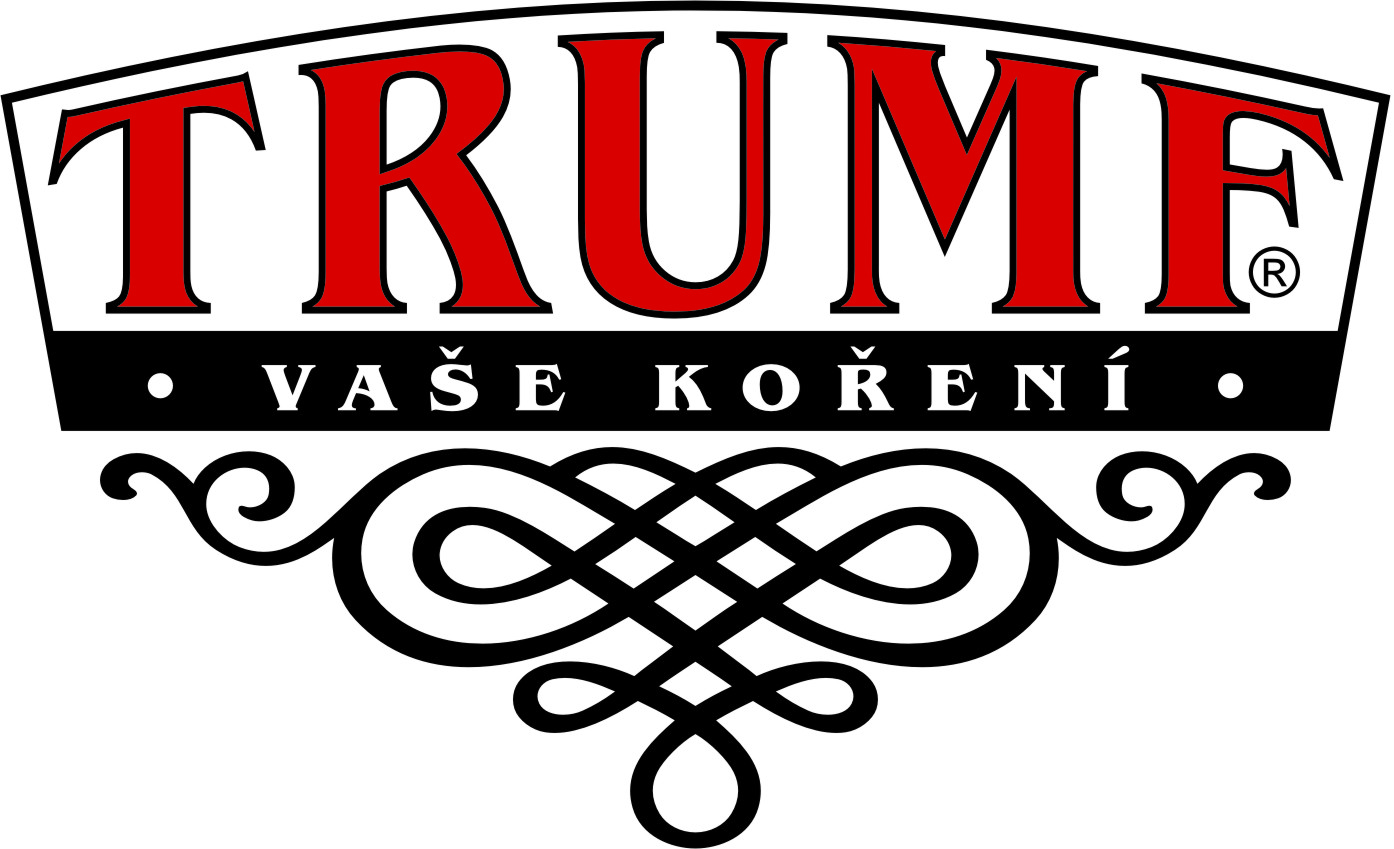 TRUMF®
• VAŠE KOŘENÍ •